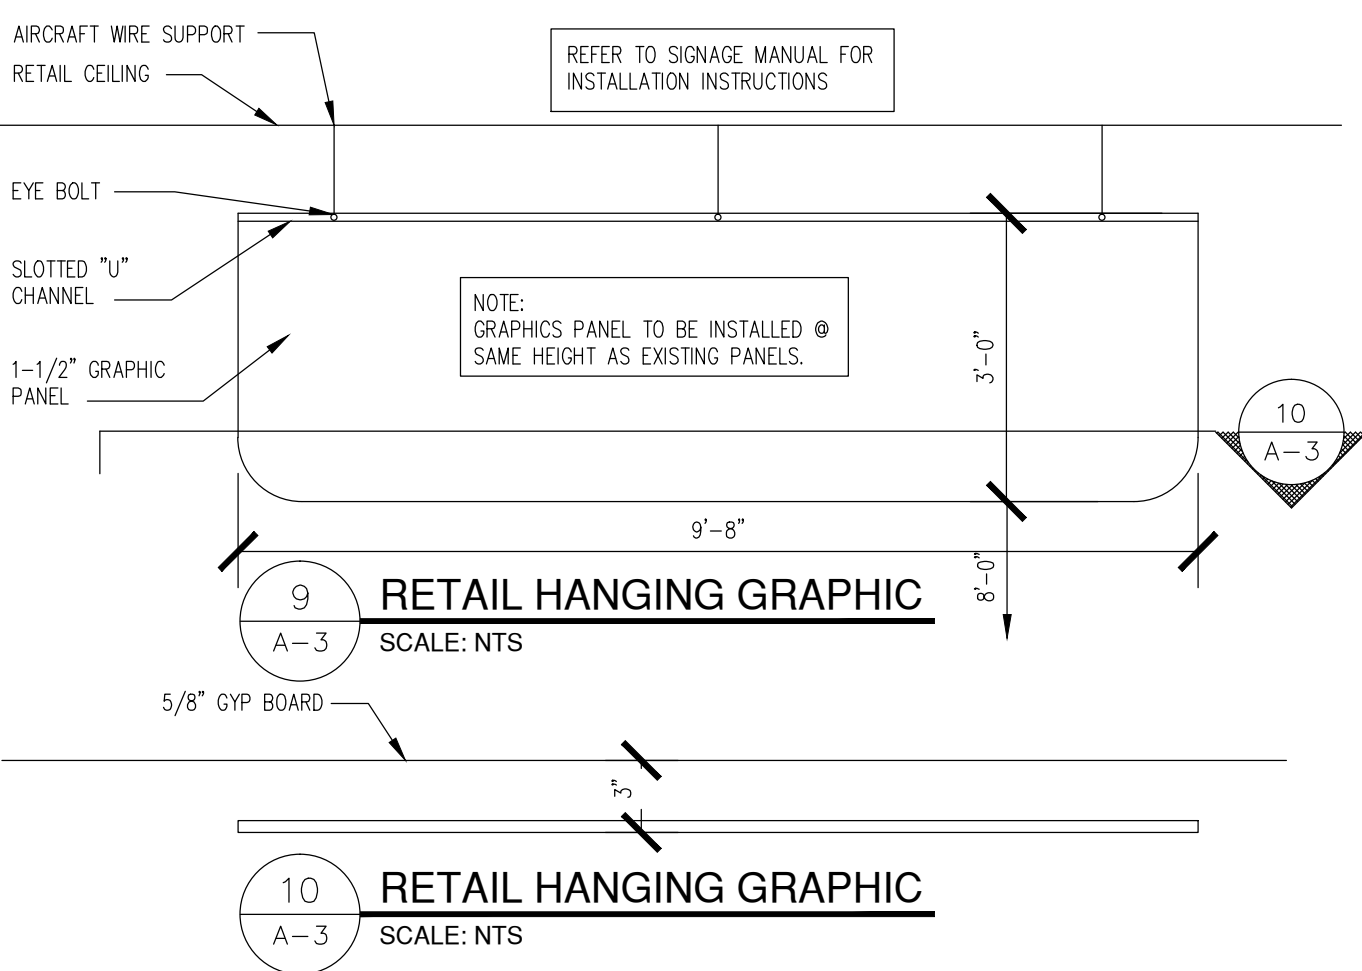 AIRCRAFT WIRE SUPPORT
RETAIL CEILING
REFER TO SIGNAGE MANUAL FOR
INSTALLATION INSTRUCTIONS
EYE BOLT
SLOTTED "U"
CHANNEL
1-1/2" GRAPHIC
PANEL
NOTE:
GRAPHICS PANEL TO BE INSTALLED @
SAME HEIGHT AS EXISTING PANELS.
3'-0"
10
A-3
9'-8"
8'-0"
9
A-3
RETAIL HANGING GRAPHIC
SCALE: NTS
5/8" GYP BOARD
3"
10
A-3
RETAIL HANGING GRAPHIC
SCALE: NTS